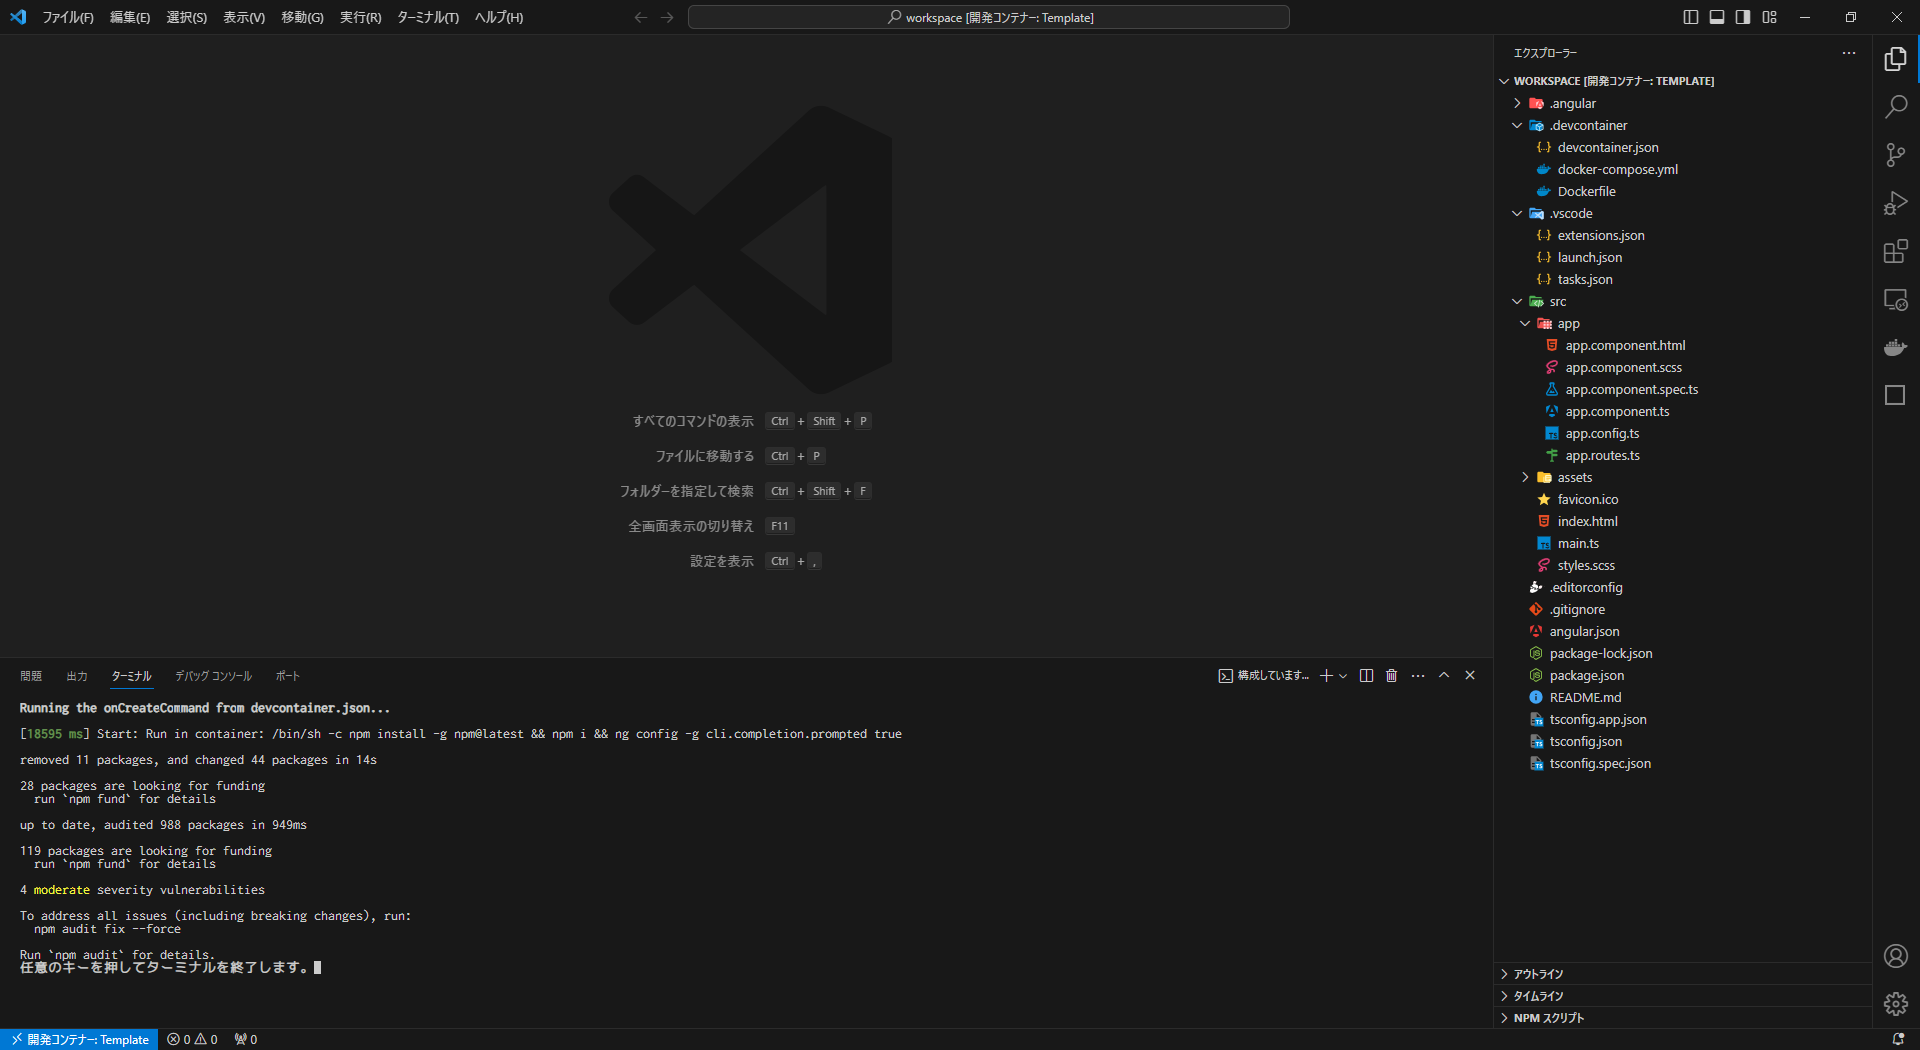 ファイル(F) 編集(E) 選択(S) 表示(V) 移動(G) 実行(R) ターミナル(T) ヘルプ(H)
workspace [開発コンテナー: Template]
すべてのコマンドの表示 Ctrl + Shift + P
ファイルに移動する Ctrl + P
フォルダーを指定して検索 Ctrl + Shift + F
全画面表示の切り替え F11
設定を表示 Ctrl + ,
問題 出力 ターミナル デバッグ コンソール ポート
構成しています...
Running the onCreateCommand from devcontainer.json...
[18595 ms] Start: Run in container: /bin/sh -c npm install -g npm@latest && npm i && ng config -g cli.completion.prompted true
removed 11 packages, and changed 44 packages in 14s
28 packages are looking for funding
run `npm fund` for details
up to date, audited 988 packages in 949ms
119 packages are looking for funding
run `npm fund` for details
4 moderate severity vulnerabilities
To address all issues (including breaking changes), run:
npm audit fix --force
Run `npm audit` for details.
任意のキーを押してターミナルを終了します。
エクスプローラー
WORKSPACE [開発コンテナー: TEMPLATE]
.angular
.devcontainer
devcontainer.json
docker-compose.yml
Dockerfile
.vscode
extensions.json
launch.json
tasks.json
src
app
app.component.html
app.component.scss
app.component.spec.ts
app.component.ts
app.config.ts
app.routes.ts
assets
favicon.ico
index.html
main.ts
styles.scss
.editorconfig
.gitignore
angular.json
package-lock.json
package.json
README.md
tsconfig.app.json
tsconfig.json
tsconfig.spec.json
アウトライン
タイムライン
NPM スクリプト
開発コンテナー: Template 0 0 0